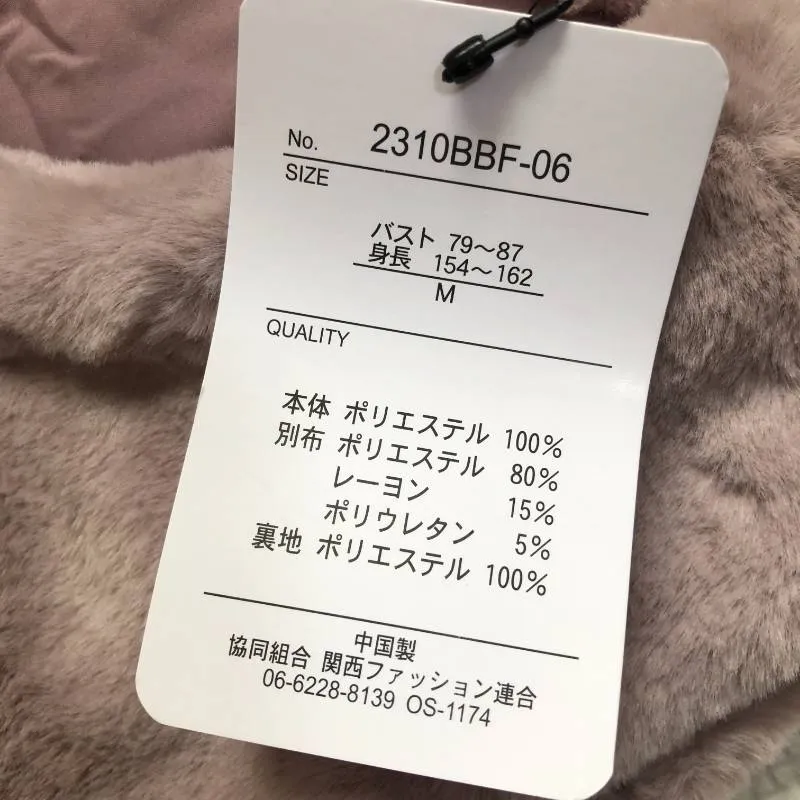 No. 2310BBF-06
SIZE
バスト 79～87
身長 154～162
M
QUALITY
本体 ポリエステル 100%
別布 ポリエステル 80%
レーヨン 15%
ポリウレタン 5%
裏地 ポリエステル 100%
中国製
協同組合 関西ファッション連合
06-6228-8139 OS-1174